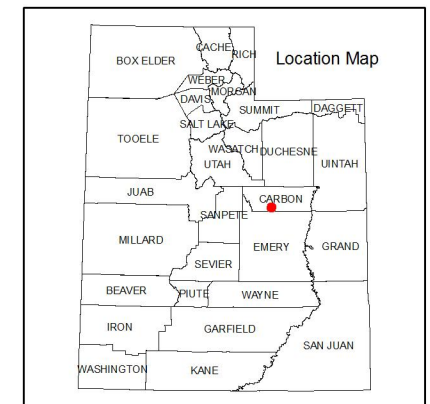 Location Map
CACHE
RICH
BOX ELDER
WEBER
MORGAN
DAVIS
SUMMIT
DAGGETT
SALT LAKE
TOOELE
WASATCH
DUCHESNE
UTAH
UINTAH
JUAB
CARBON
SANPETE
MILLARD
EMERY
GRAND
SEVIER
BEAVER
PIUTE
WAYNE
IRON
GARFIELD
SAN JUAN
WASHINGTON
KANE